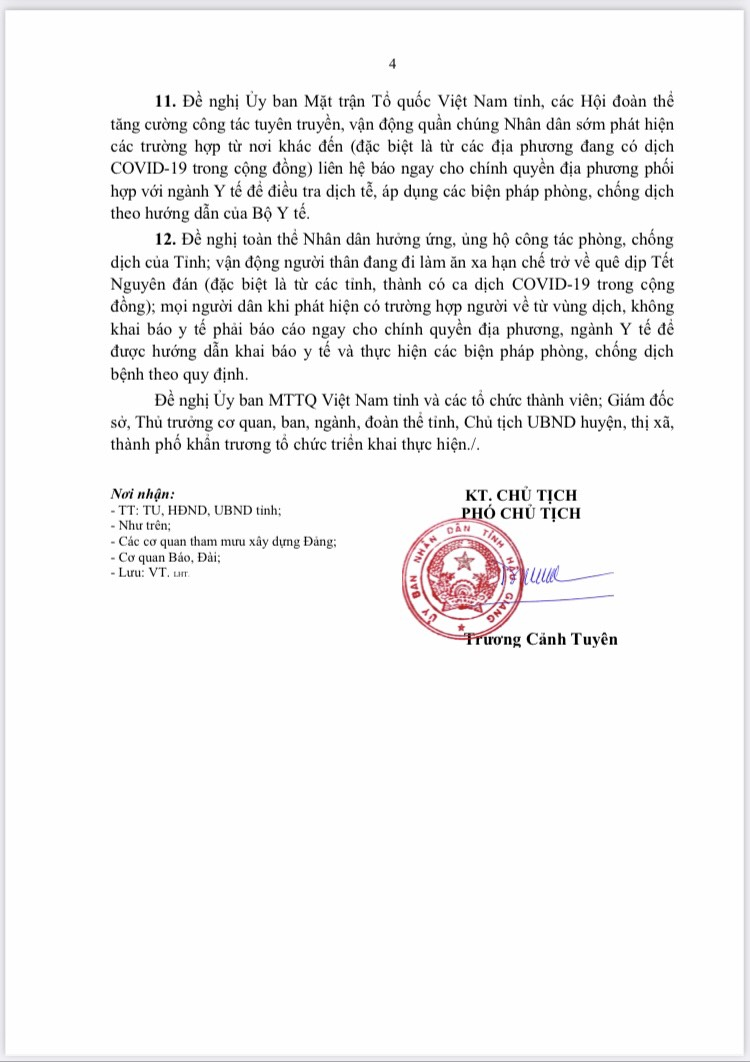 4
11. Đề nghị Ủy ban Mặt trận Tổ quốc Việt Nam tỉnh, các Hội đoàn thể
tăng cường công tác tuyên truyền, vận động quần chúng Nhân dân sớm phát hiện
các trường hợp từ nơi khác đến (đặc biệt là từ các địa phương đang có dịch
COVID-19 trong cộng đồng) liên hệ báo ngay cho chính quyền địa phương phối
hợp với ngành Y tế để điều tra dịch tễ, áp dụng các biện pháp phòng, chống dịch
theo hướng dẫn của Bộ Y tế.
12. Đề nghị toàn thể Nhân dân hưởng ứng, ủng hộ công tác phòng, chống
dịch của Tỉnh; vận động người thân đang đi làm ăn xa hạn chế trở về quê dịp Tết
Nguyên đán (đặc biệt là từ các tỉnh, thành có ca dịch COVID-19 trong cộng
đồng); mọi người dân khi phát hiện có trường hợp người về từ vùng dịch, không
khai báo y tế phải báo cáo ngay cho chính quyền địa phương, ngành Y tế để
được hướng dẫn khai báo y tế và thực hiện các biện pháp phòng, chống dịch
bệnh theo quy định.
Đề nghị Ủy ban MTTQ Việt Nam tỉnh và các tổ chức thành viên; Giám đốc
sở, Thủ trưởng cơ quan, ban, ngành, đoàn thể tỉnh, Chủ tịch UBND huyện, thị xã,
thành phố khẩn trương tổ chức triển khai thực hiện./.
Nơi nhận:
- TT: TU, HĐND, UBND tỉnh;
- Như trên;
- Các cơ quan tham mưu xây dựng Đảng;
- Cơ quan Báo, Đài;
- Lưu: VT. LHT.
KT. CHỦ TỊCH
PHÓ CHỦ TỊCH
ỦY BAN NHÂN DÂN TỈNH HẬU GIANG
Trương Cảnh Tuyên